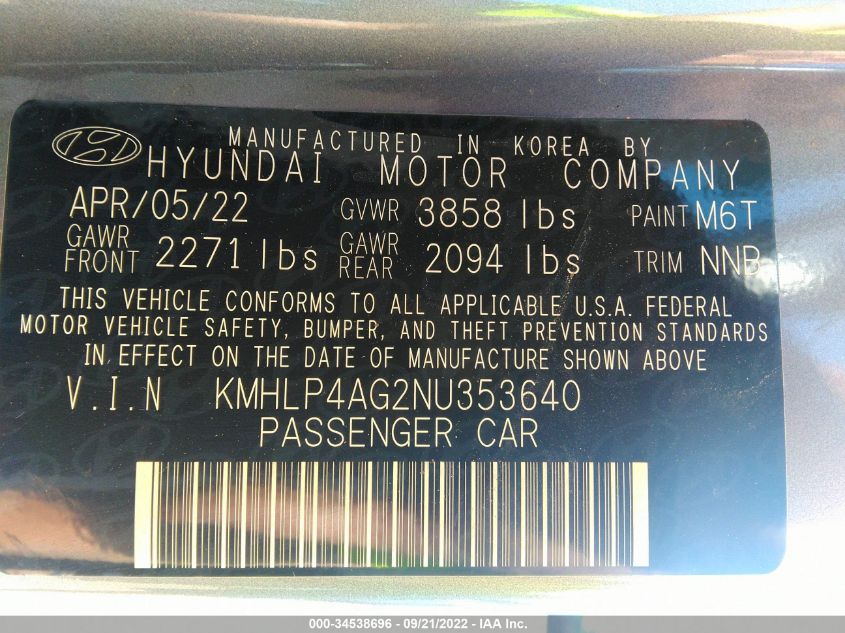 MANUFACTURED IN KOREA BY
HYUNDAI MOTOR COMPANY
APR/05/22 GVWR 3858 lbs PAINT M6T
GAWR FRONT 2271 lbs GAWR REAR 2094 lbs TRIM NNB
THIS VEHICLE CONFORMS TO ALL APPLICABLE U.S.A. FEDERAL
MOTOR VEHICLE SAFETY, BUMPER, AND THEFT PREVENTION STANDARDS
IN EFFECT ON THE DATE OF MANUFACTURE SHOWN ABOVE
V.I.N KMHLP4AG2NU353640
PASSENGER CAR
000-34538696 - 09/21/2022 - IAA Inc.